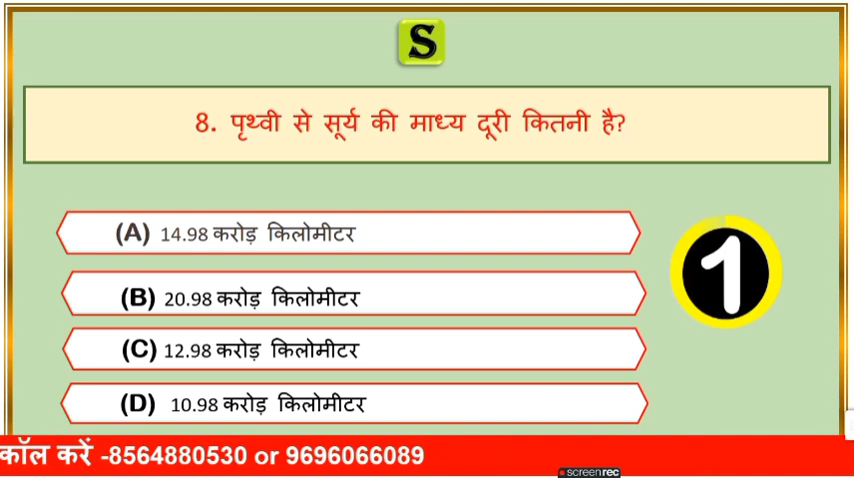 S
8. पृथ्वी से सूर्य की माध्य दूरी कितनी है?
(A) 14.98 करोड़ किलोमीटर
1
(B) 20.98 करोड़ किलोमीटर
(C) 12.98 करोड़ किलोमीटर
(D) 10.98 करोड़ किलोमीटर
कॉल करें -8564880530 or 9696066089
screenrec